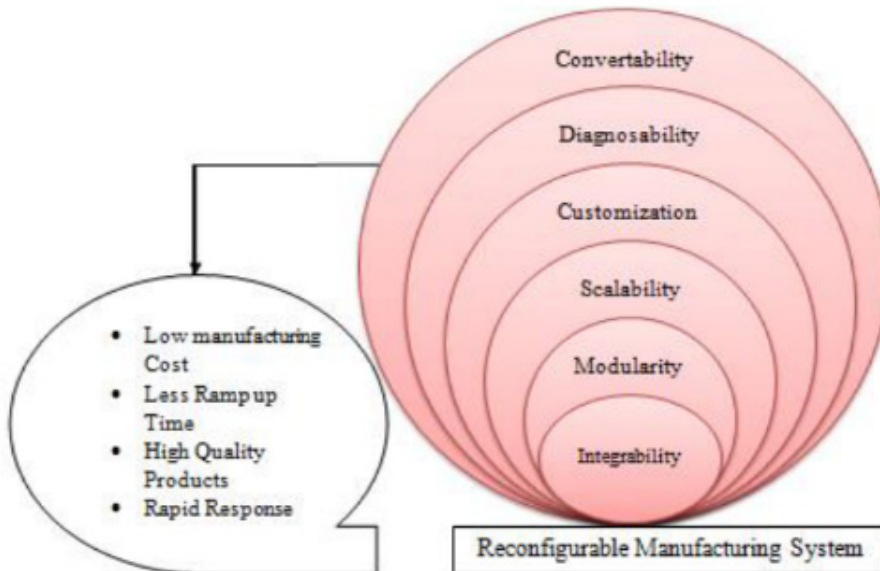 Convertability
Diagnosability
Customization
Scalability
Modularity
Integrability
• Low manufacturing
Cost
• Less Ramp up
Time
• High Quality
Products
• Rapid Response
Reconfigurable Manufacturing System